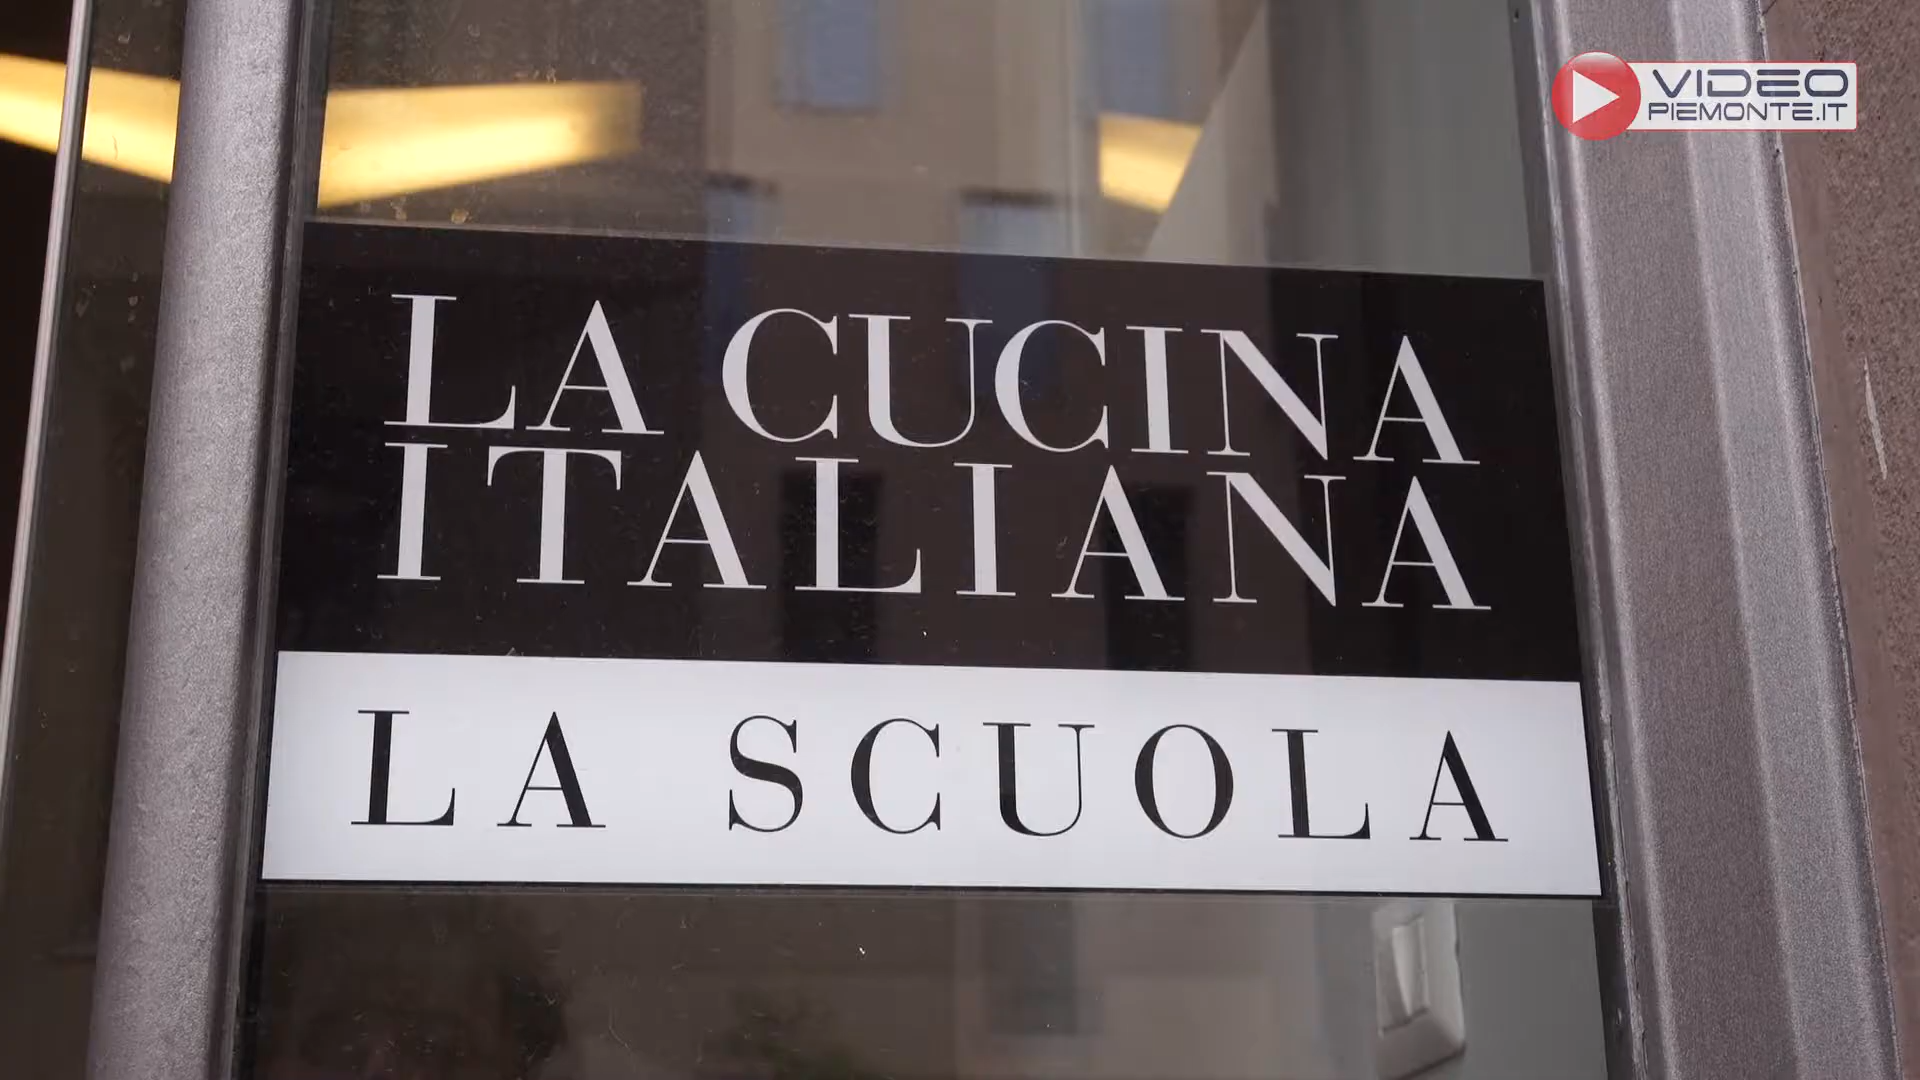 VIDEO
PIEMONTE.IT
LA CUCINA
ITALIANA
LA SCUOLA